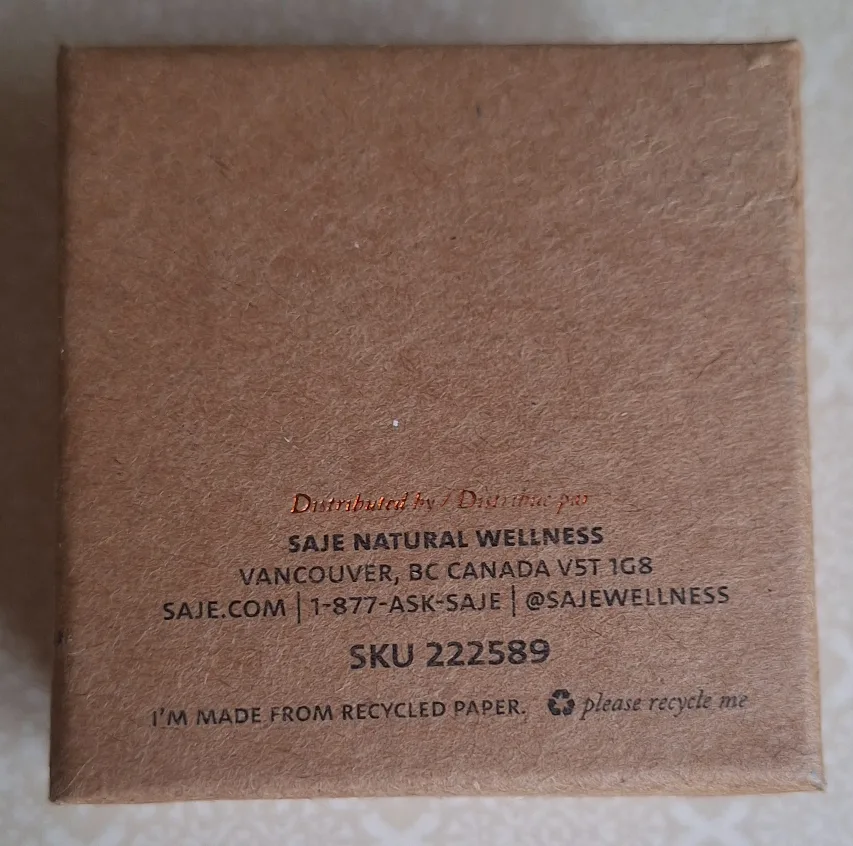 Distributed by / Distribué par
SAJE NATURAL WELLNESS
VANCOUVER, BC CANADA V5T 1G8
SAJE.COM | 1-877-ASK-SAJE | @SAJEWELLNESS
SKU 222589
I'M MADE FROM RECYCLED PAPER. please recycle me